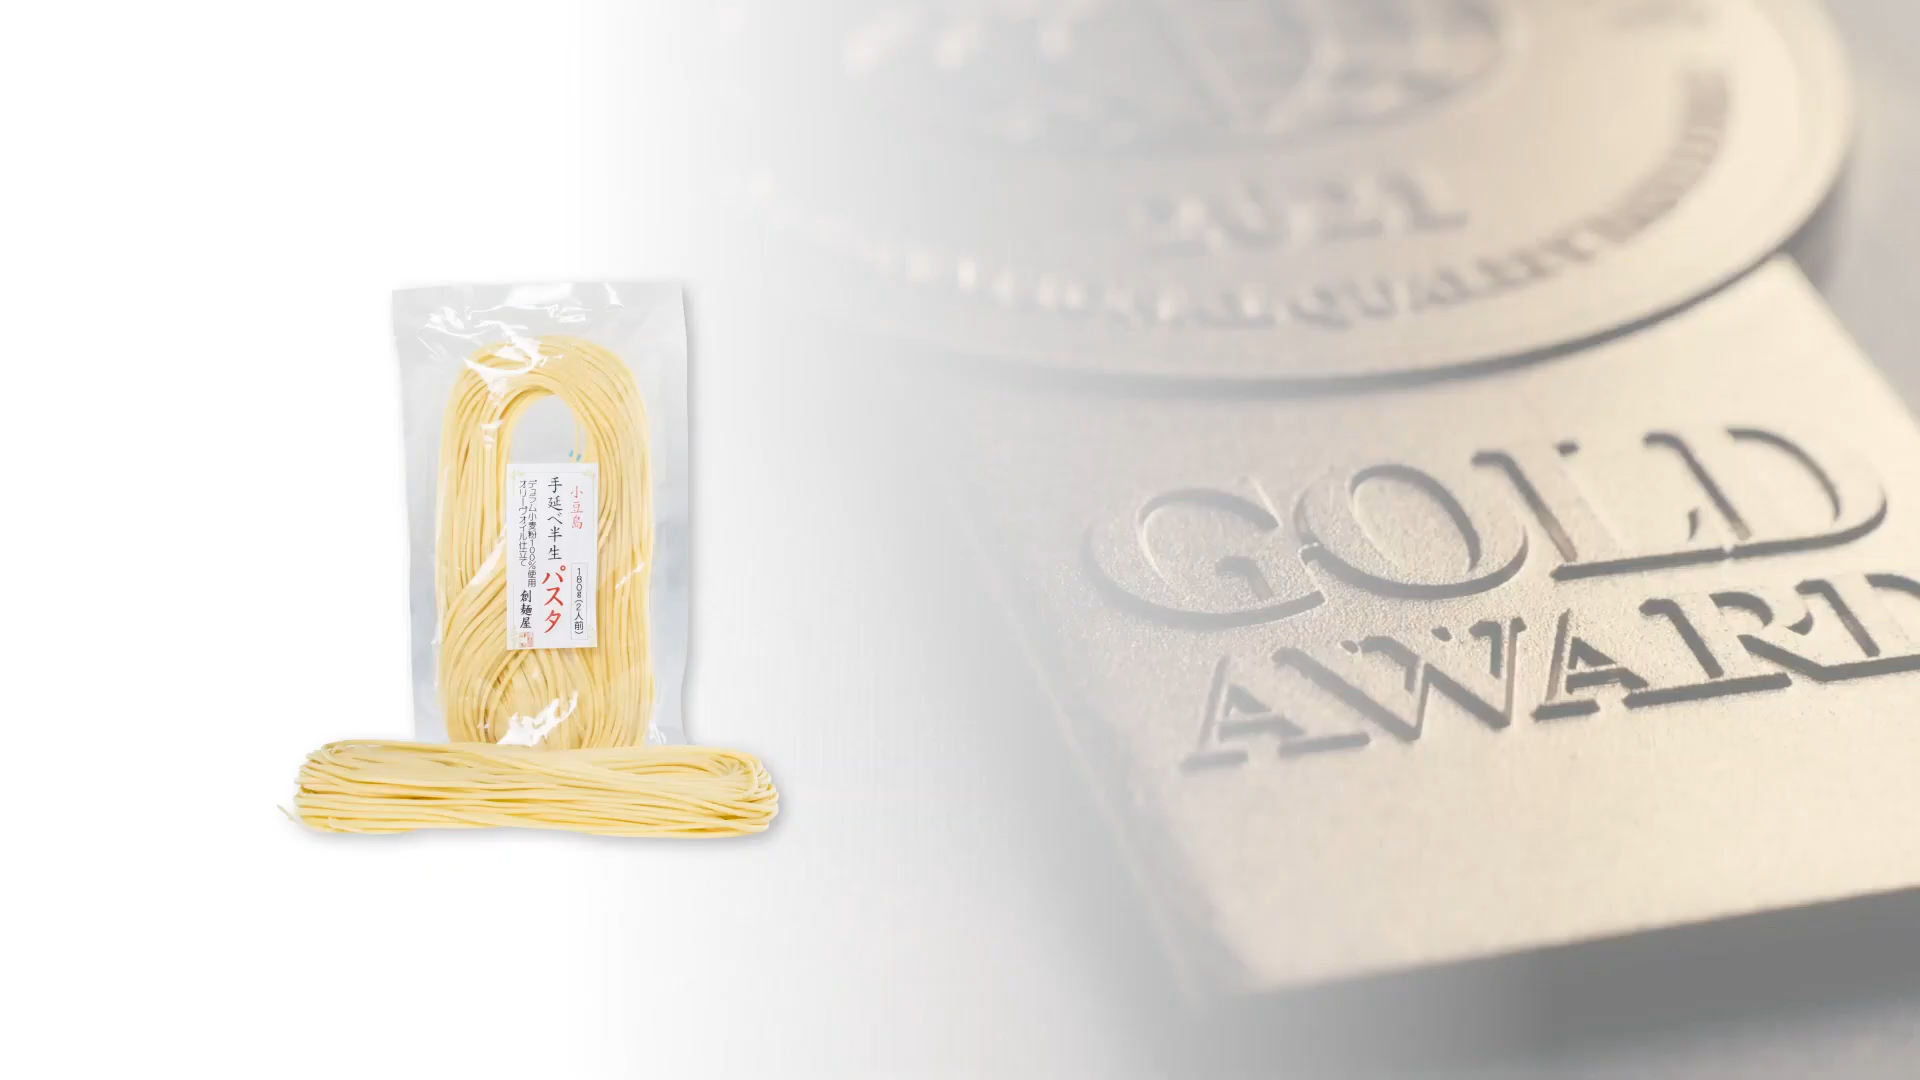 小豆島
手延べ半生パスタ
180g(2人前)
デュラム小麦粉100%使用
オリーヴオイル仕立て
創麺屋
2021
INTERNATIONAL QUALITY
GOLD
AWARD